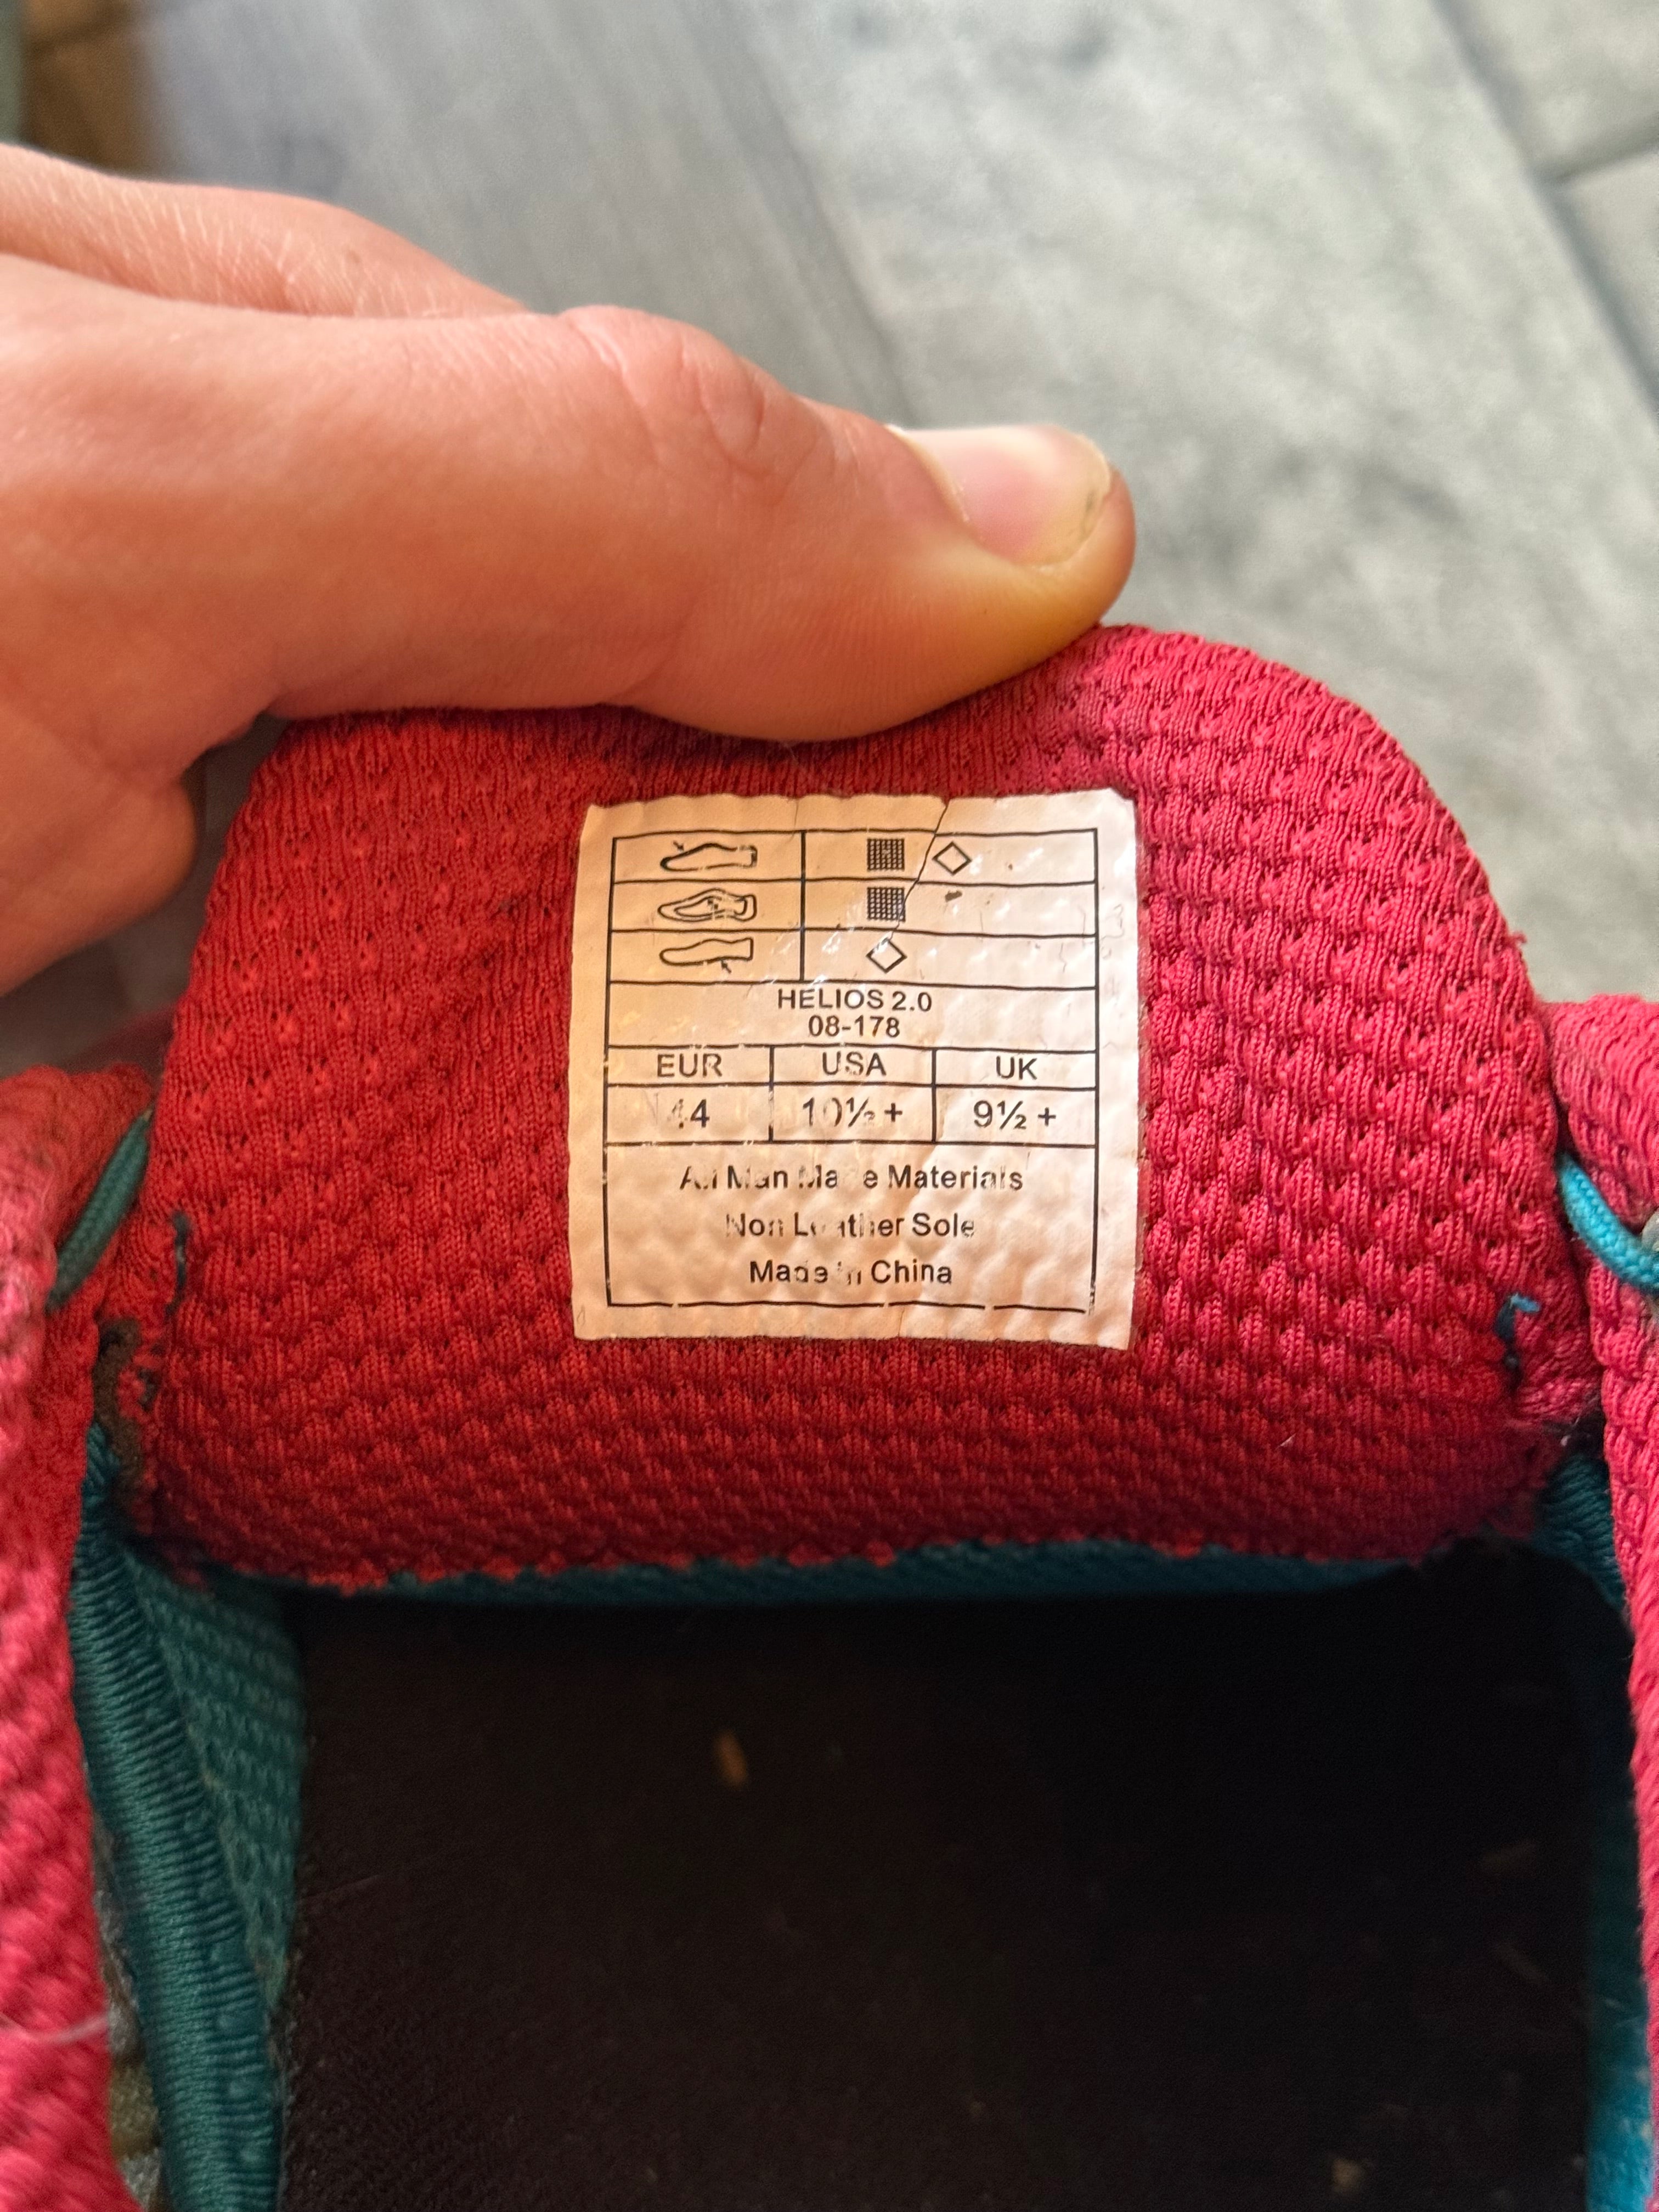 HELIOS 2.0
08-178
EUR USA UK
44 10½+ 9½+
All Man Made Materials
Non Leather Sole
Made in China